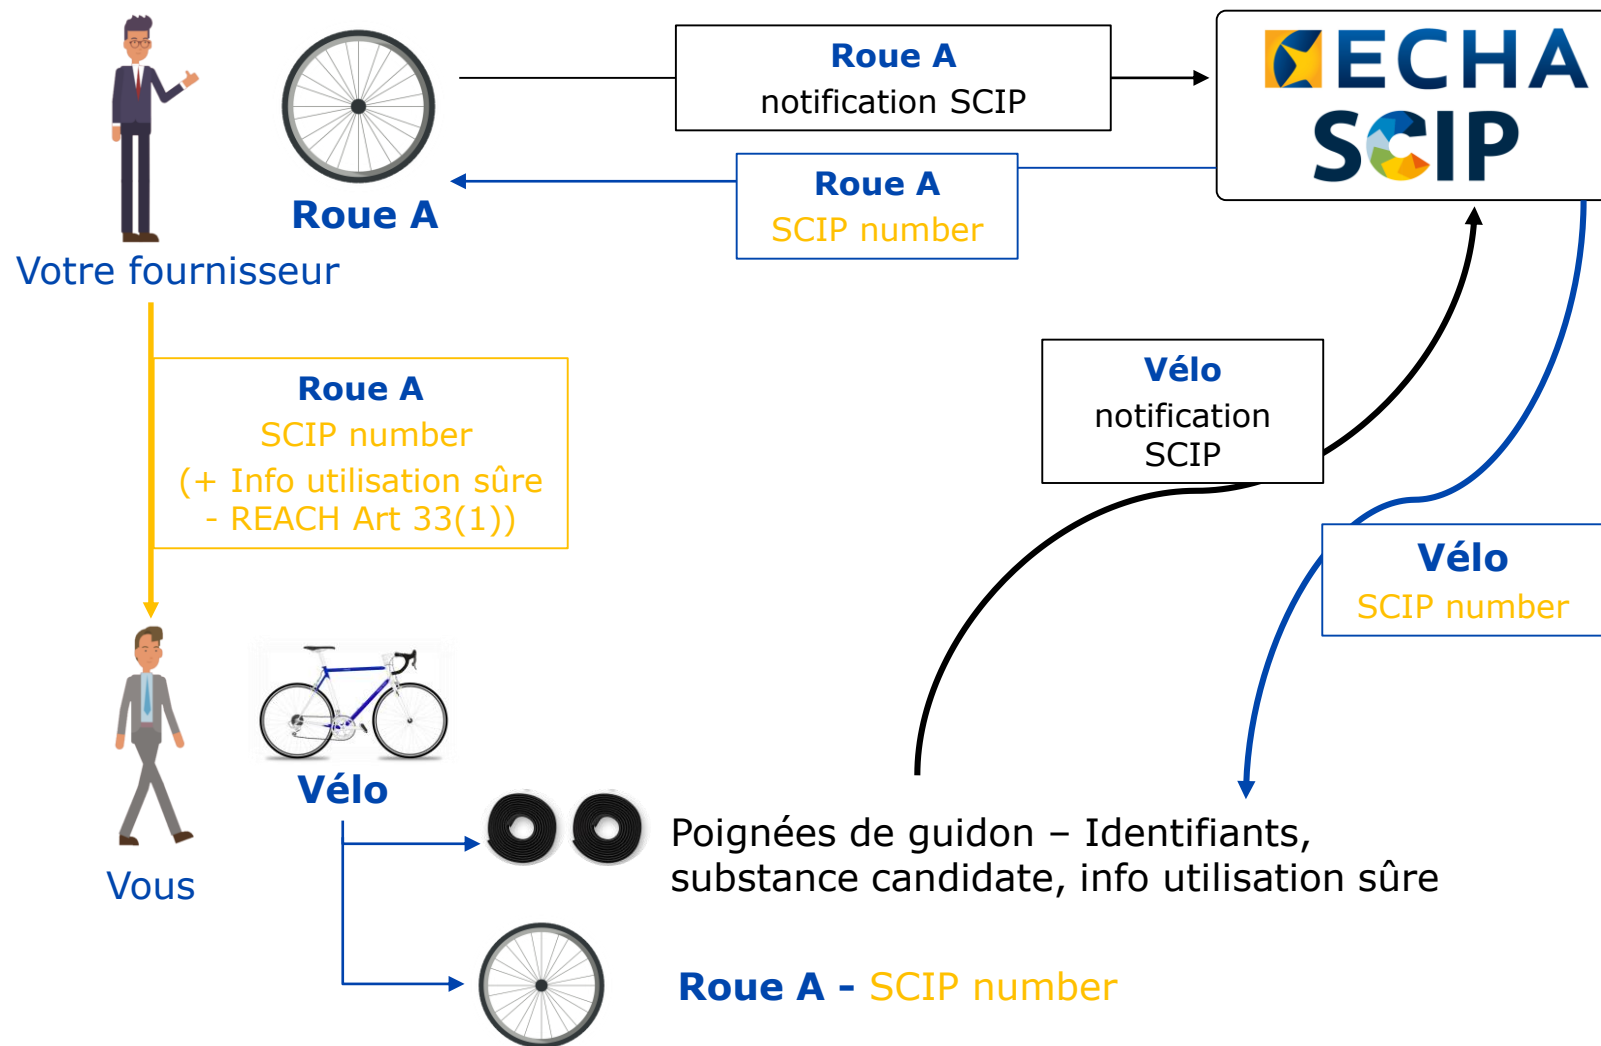 Roue A
notification SCIP
ECHA
SCIP
Roue A
SCIP number
Roue A
Votre fournisseur
Roue A
SCIP number
(+ Info utilisation sûre
- REACH Art 33(1))
Vélo
notification
SCIP
Vélo
SCIP number
Vélo
Vous
Poignées de guidon – Identifiants,
substance candidate, info utilisation sûre
Roue A - SCIP number